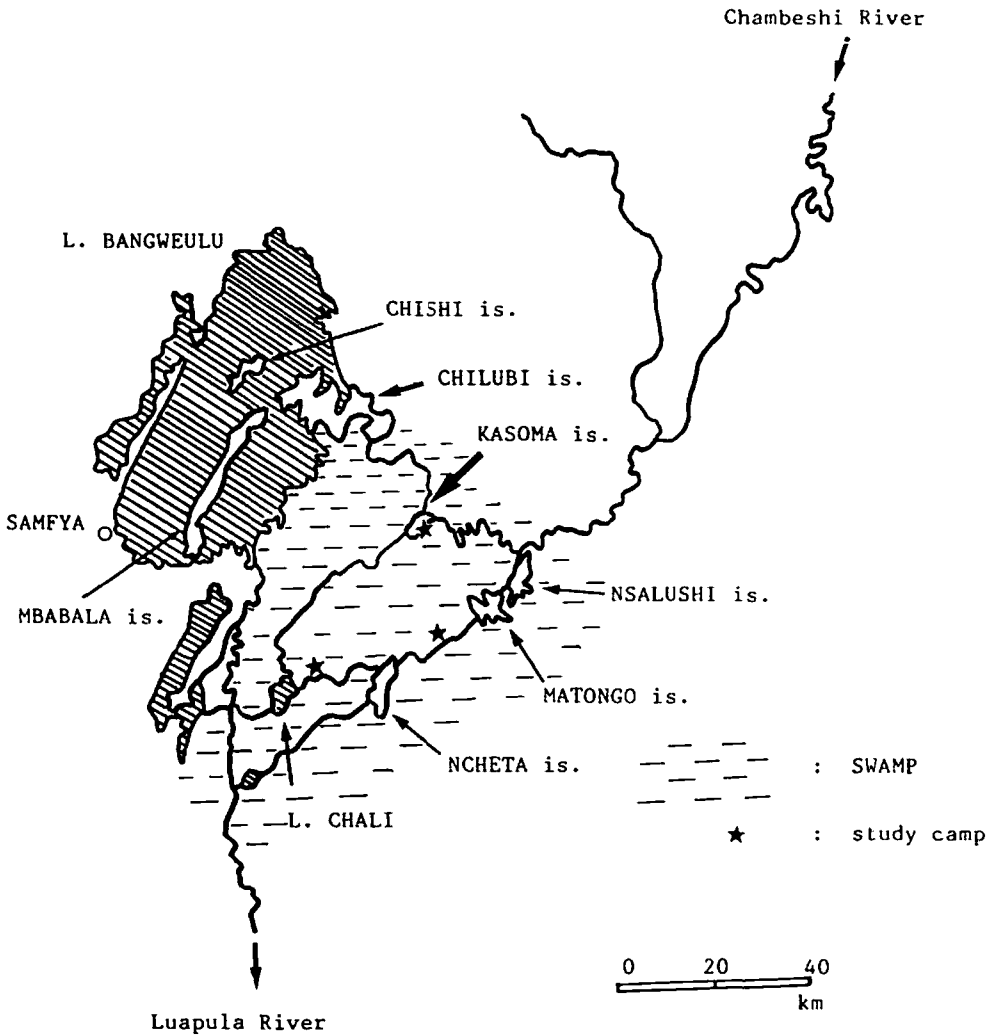 Chambeshi River
L. BANGWEULU
CHISHI is.
CHILUBI is.
KASOMA is.
SAMFYA
NSALUSHI is.
MBABALA is.
MATONGO is.
NCHETA is.
: SWAMP
L. CHALI
: study camp
0 20 40
km
Luapula River